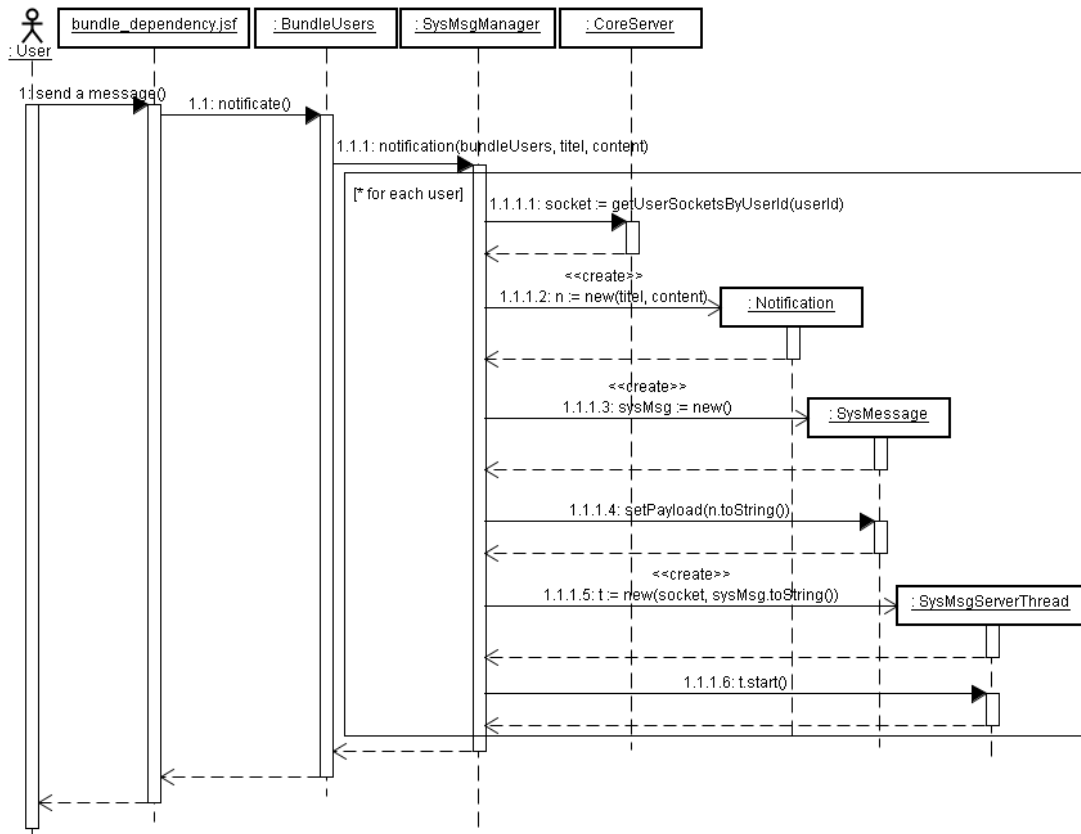 : User
bundle_dependency.jsf
: BundleUsers
: SysMsgManager
: CoreServer
1: send a message()
1.1: notificate()
1.1.1: notification(bundleUsers, titel, content)
[* for each user]
1.1.1.1: socket := getUserSocketsByUserId(userId)
<<create>>
1.1.1.2: n := new(titel, content)
: Notification
<<create>>
1.1.1.3: sysMsg := new()
: SysMessage
1.1.1.4: setPayload(n.toString())
<<create>>
1.1.1.5: t := new(socket, sysMsg.toString())
: SysMsgServerThread
1.1.1.6: t.start()